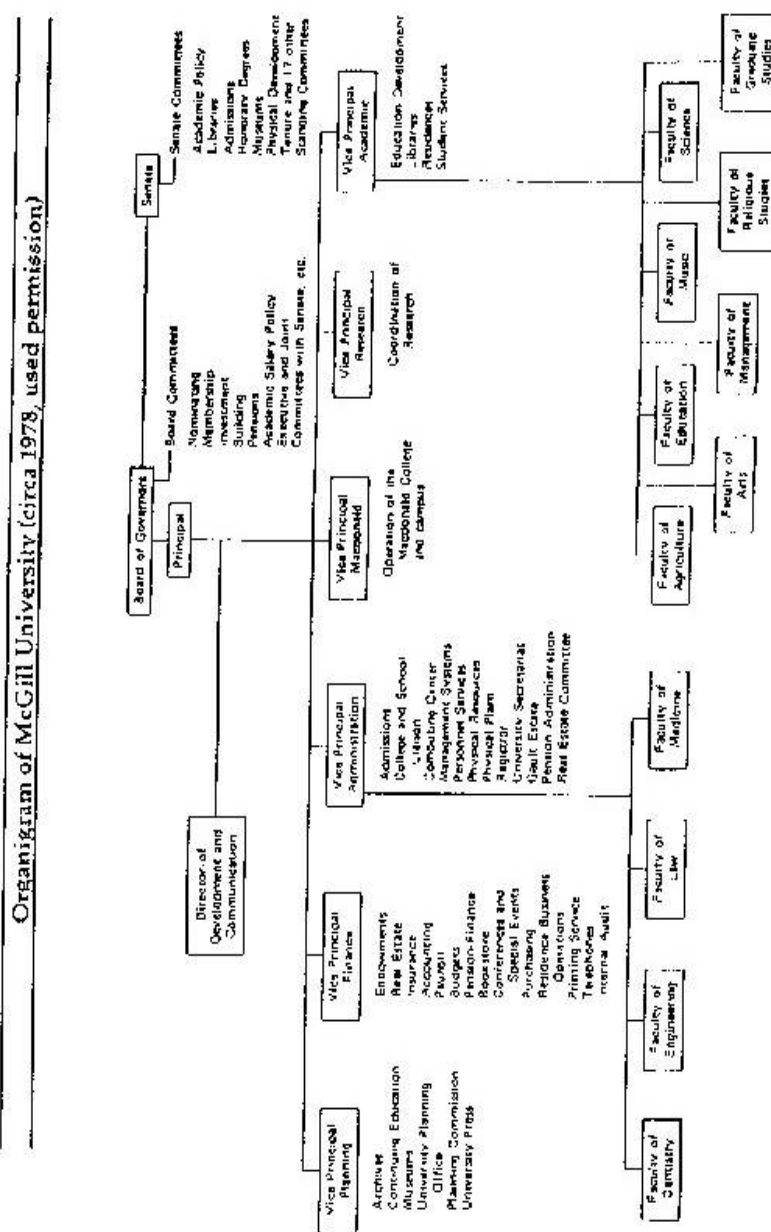 Organigram of McGill University (circa 1978, used permission)
Board of Governors
Senate
Board Committees
Nominating
Membership
Investment
Building
Pensions
Academic Salary Policy
Executive and Joint
Committees with Senate, etc.
Senate Committees
Academic Policy
Libraries
Admissions
Honorary Degrees
Museums
Physical Development
Tenure and 17 other
Standing Committees
Principal
Director of
Development and
Communication
Vice Principal
Planning
Archives
Continuing Education
Museums
University Planning
Office
Planning Commission
University Press
Vice Principal
Finance
Endowments
Real Estate
Insurance
Accounting
Payroll
Budgets
Pension-Finance
Bookstore
Conferences and
Special Events
Purchasing
Residence Business
Operations
Printing Service
Telephones
Internal Audit
Vice Principal
Administration
Admissions
College and School
Liaison
Computing Center
Management Systems
Personnel Services
Physical Resources
Physical Plant
Registrar
University Secretariat
Gault Estate
Pension Administration
Real Estate Committee
Vice Principal
Macdonald
Operation of the
Macdonald College
and campus
Vice Principal
Research
Coordination of
Research
Vice Principal
Academic
Education Development
Libraries
Residences
Student Services
Faculty of
Dentistry
Faculty of
Engineering
Faculty of
Law
Faculty of
Medicine
Faculty of
Agriculture
Faculty of
Arts
Faculty of
Education
Faculty of
Management
Faculty of
Music
Faculty of
Religious
Studies
Faculty of
Science
Faculty of
Graduate
Studies